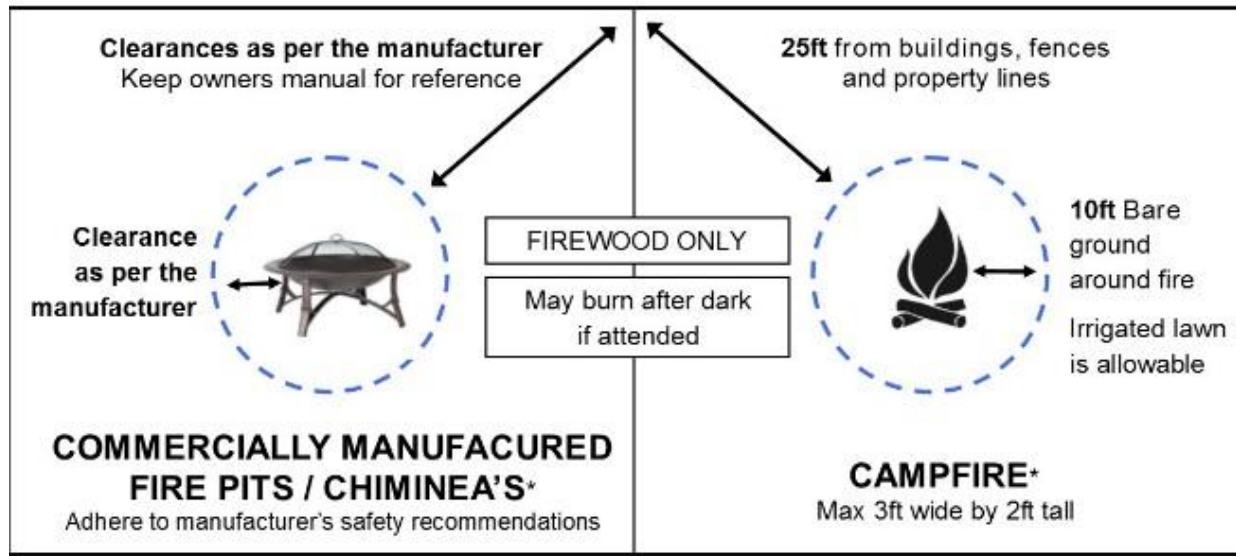 Clearances as per the manufacturer
Keep owners manual for reference
Clearance
as per the
manufacturer
COMMERCIALLY MANUFACURED
FIRE PITS / CHIMINEA'S*
Adhere to manufacturer's safety recommendations
FIREWOOD ONLY
May burn after dark
if attended
25ft from buildings, fences
and property lines
10ft Bare
ground
around fire
Irrigated lawn
is allowable
CAMPFIRE*
Max 3ft wide by 2ft tall